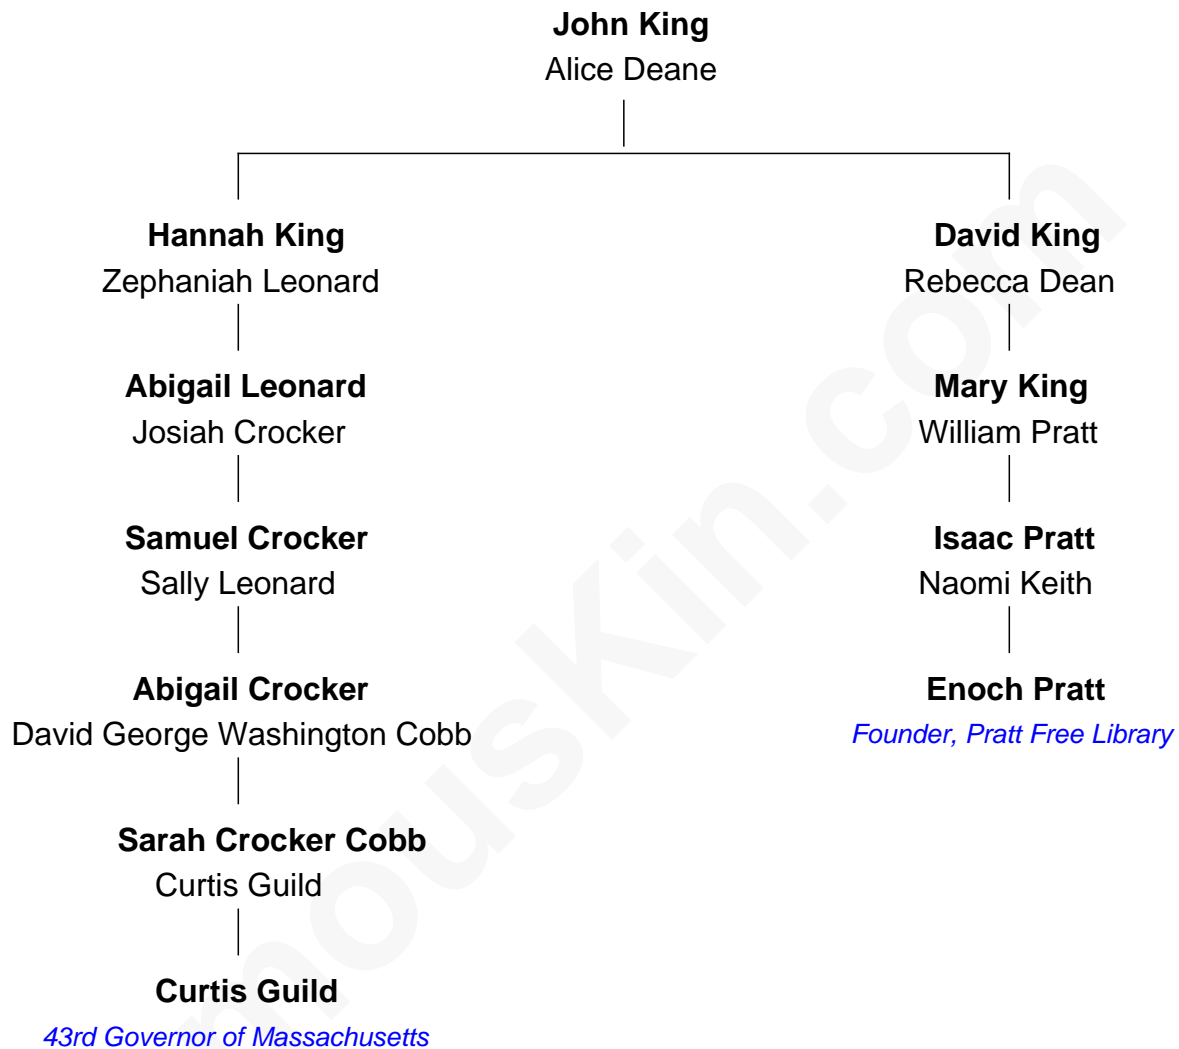 John King
Alice Deane
Hannah King
Zephaniah Leonard
David King
Rebecca Dean
Abigail Leonard
Josiah Crocker
Mary King
William Pratt
Samuel Crocker
Sally Leonard
Isaac Pratt
Naomi Keith
Abigail Crocker
David George Washington Cobb
Enoch Pratt
Founder, Pratt Free Library
Sarah Crocker Cobb
Curtis Guild
Curtis Guild
43rd Governor of Massachusetts
mousKin.com